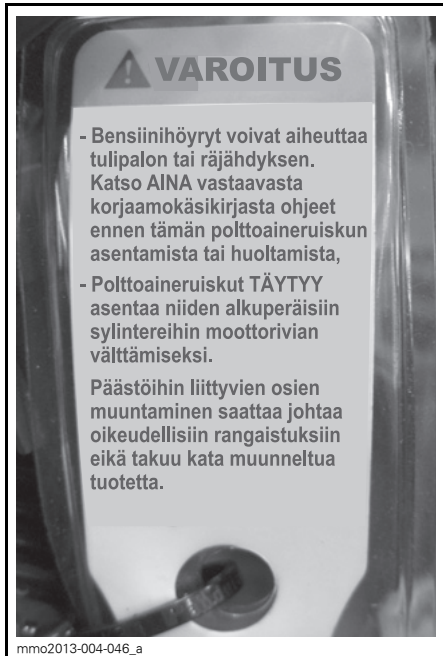 VAROITUS
- Bensiinihöyryt voivat aiheuttaa
tulipalon tai räjähdyksen.
Katso AINA vastaavasta
korjaamokäsikirjasta ohjeet
ennen tämän polttoaineruiskun
asentamista tai huoltamista,
- Polttoaineruiskut TÄYTYY
asentaa niiden alkuperäisiin
sylintereihin moottorivian
välttämiseksi.
Päästöihin liittyvien osien
muuntaminen saattaa johtaa
oikeudellisiin rangaistuksiin
eikä takuu kata muunneltua
tuotetta.
mmo2013-004-046_a